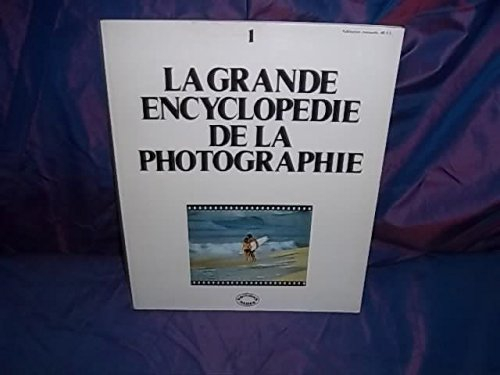 1
LA GRANDE
ENCYCLOPEDIE
DE LA
PHOTOGRAPHIE